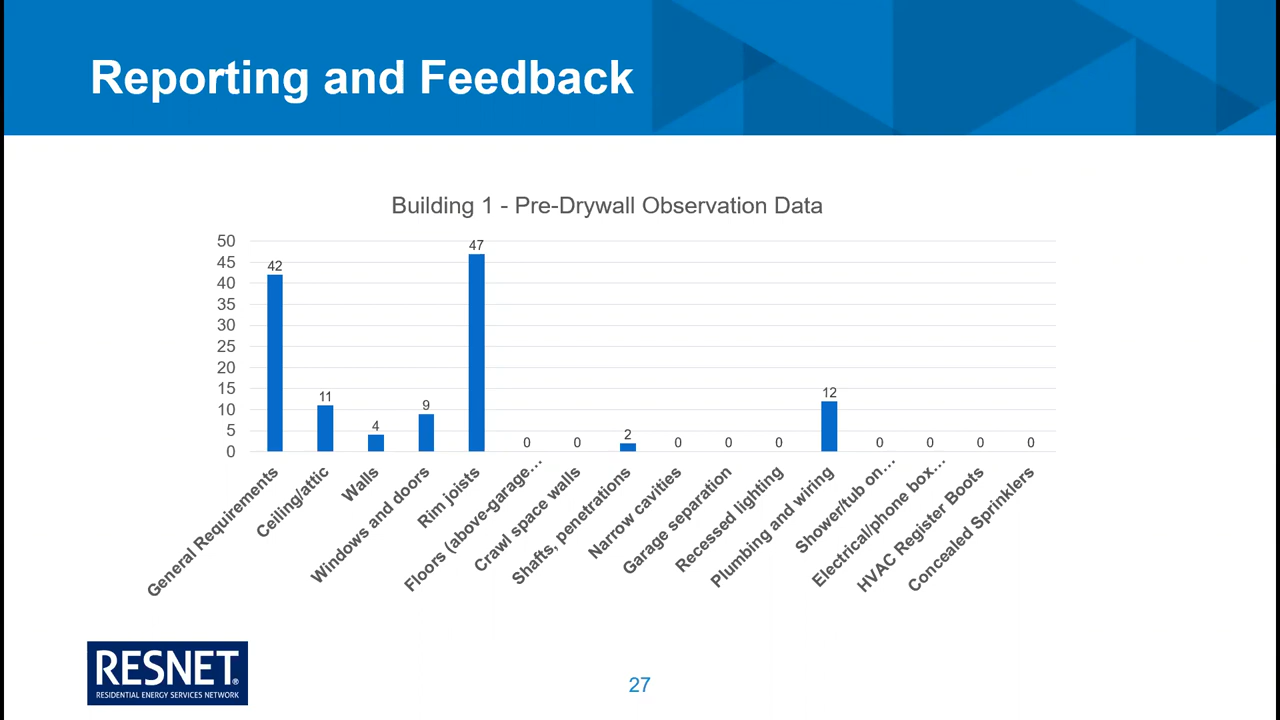 Reporting and Feedback
Building 1 - Pre-Drywall Observation Data
50
45
40
35
30
25
20
15
10
5
0
42
11
4
9
47
0
0
2
0
0
0
12
0
0
0
0
General Requirements
Ceiling/attic
Walls
Windows and doors
Rim joists
Floors (above-garage…
Crawl space walls
Shafts, penetrations
Narrow cavities
Garage separation
Recessed lighting
Plumbing and wiring
Shower/tub on…
Electrical/phone box…
HVAC Register Boots
Concealed Sprinklers
RESNET®
RESIDENTIAL ENERGY SERVICES NETWORK
27